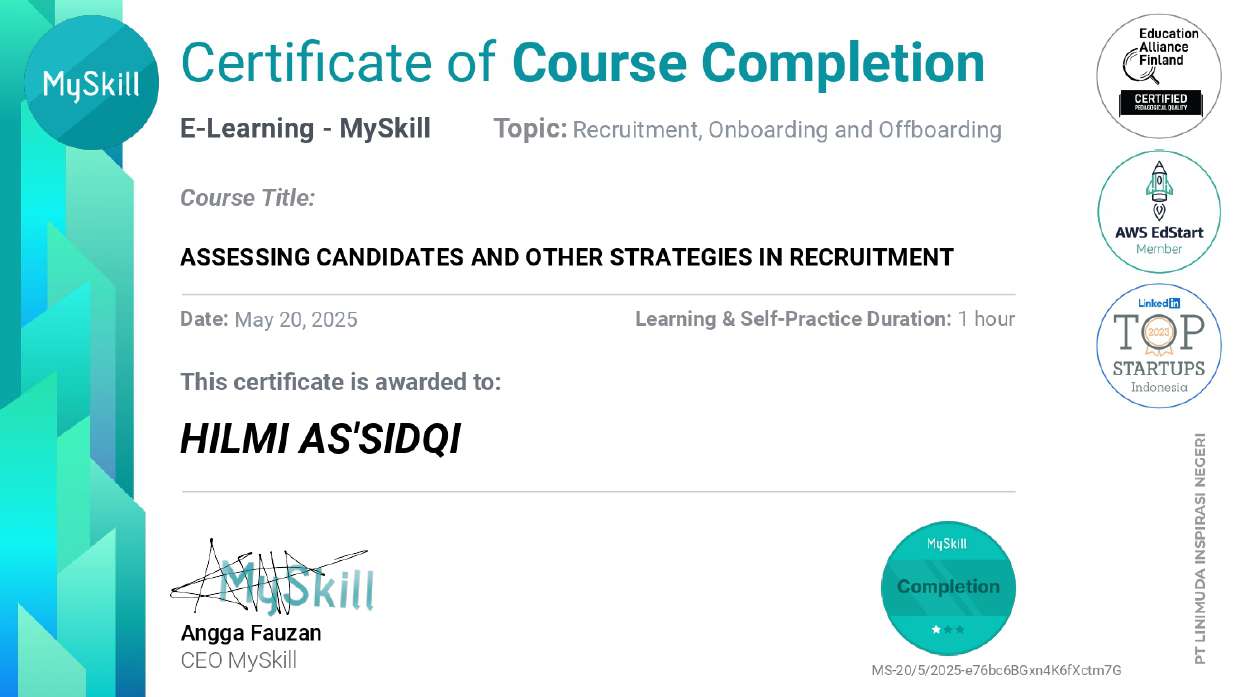 MySkill
Certificate of Course Completion
E-Learning - MySkill
Topic: Recruitment, Onboarding and Offboarding
Course Title:
ASSESSING CANDIDATES AND OTHER STRATEGIES IN RECRUITMENT
Date: May 20, 2025
Learning & Self-Practice Duration: 1 hour
This certificate is awarded to:
HILMI AS'SIDQI
MySkill
Angga Fauzan
CEO MySkill
MySkill
Completion
MS-20/5/2025-e76bc6BGxn4K6fXctm7G
Education
Alliance
Finland
CERTIFIED
PEDAGOGICAL QUALITY
AWS EdStart
Member
Linked in
TOP
2023
STARTUPS
Indonesia
PT LINIMUDA INSPIRASI NEGERI